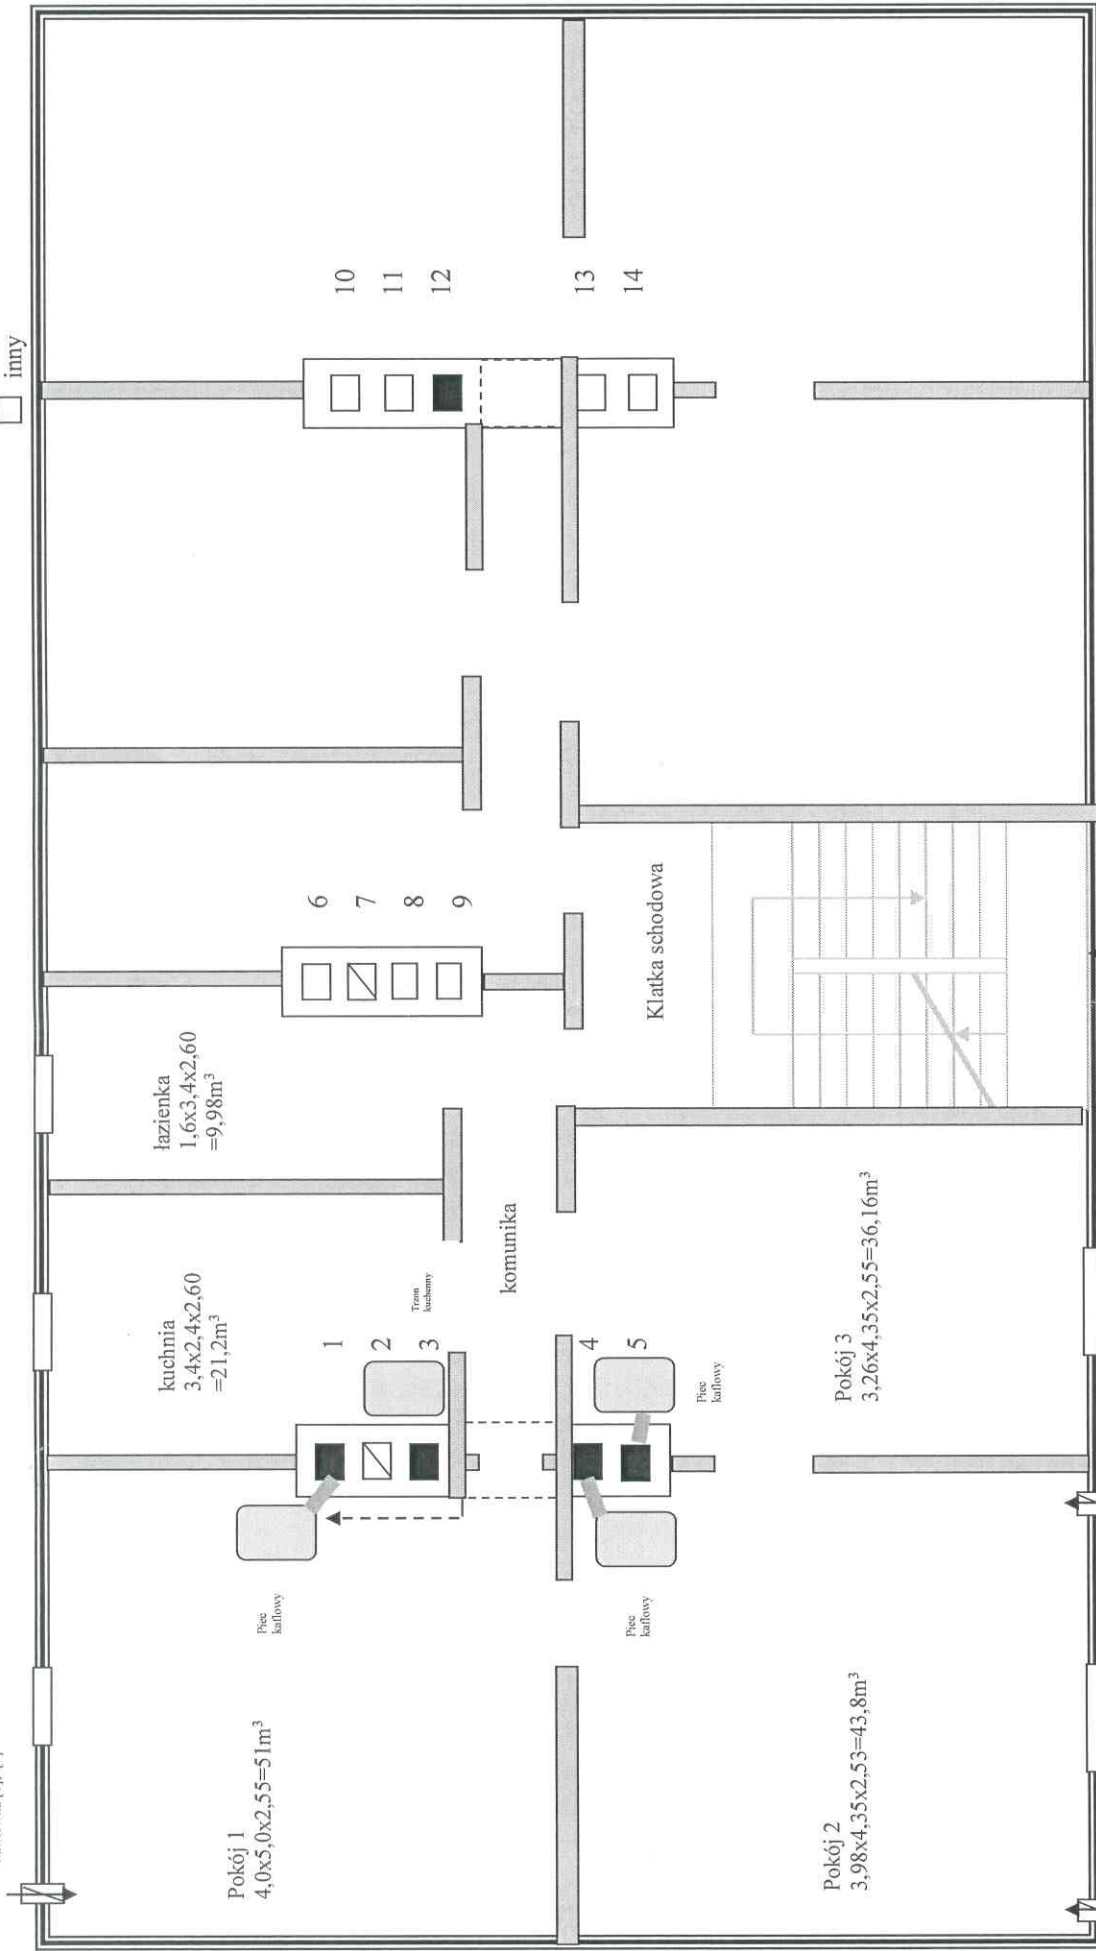 inny
10
11
12
13
14
6
7
8
9
Klatka schodowa
łazienka
1,6x3,4x2,60
=9,98m³
kuchnia
3,4x2,4x2,60
=21,2m³
Trzon
kuchenny
komunika
1
2
3
4
5
Piec
kaflowy
Pokój 3
3,26x4,35x2,55=36,16m³
Piec
kaflowy
Piec
kaflowy
Pokój 1
4,0x5,0x2,55=51m³
Pokój 2
3,98x4,35x2,53=43,8m³